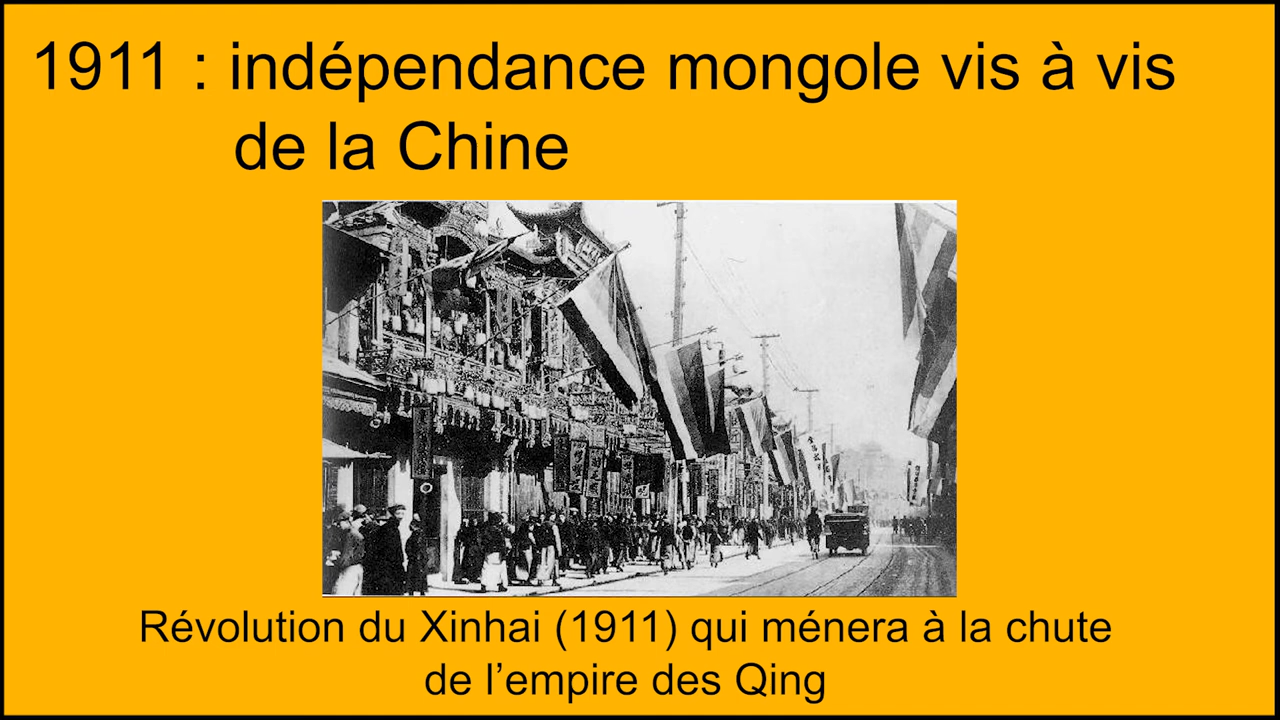 1911 : indépendance mongole vis à vis
de la Chine
Révolution du Xinhai (1911) qui ménera à la chute
de l’empire des Qing